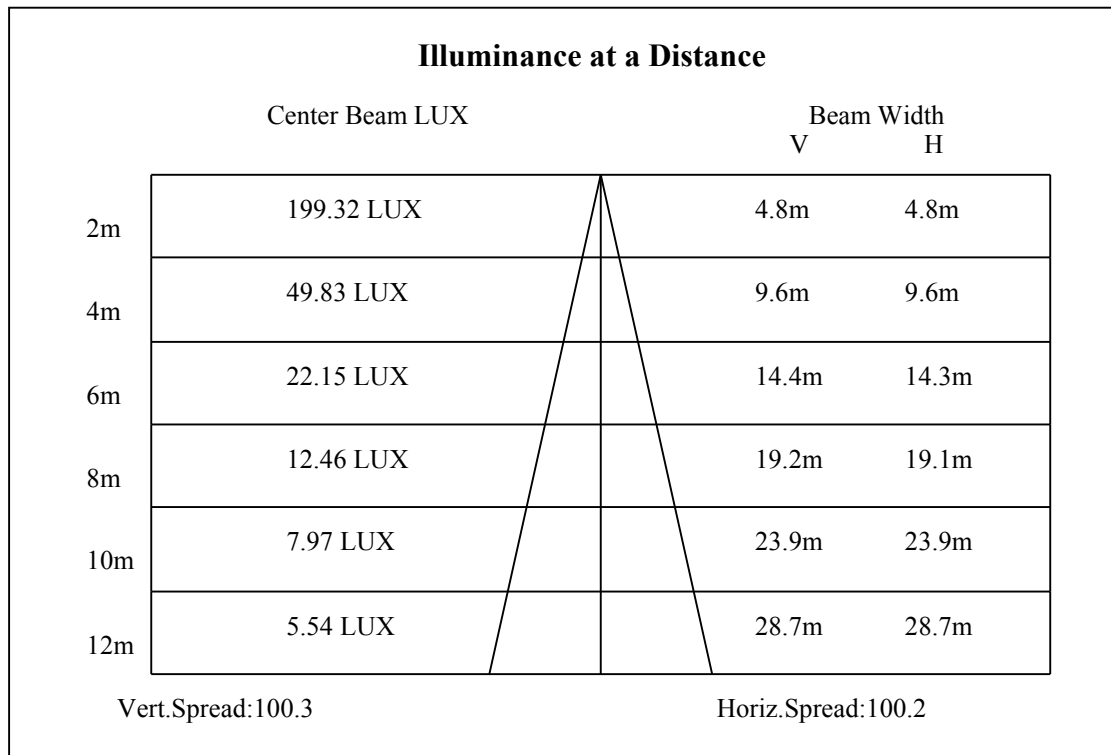 Illuminance at a Distance
Center Beam LUX Beam Width
V H
2m 199.32 LUX 4.8m 4.8m
4m 49.83 LUX 9.6m 9.6m
6m 22.15 LUX 14.4m 14.3m
8m 12.46 LUX 19.2m 19.1m
10m 7.97 LUX 23.9m 23.9m
12m 5.54 LUX 28.7m 28.7m
Vert.Spread:100.3 Horiz.Spread:100.2